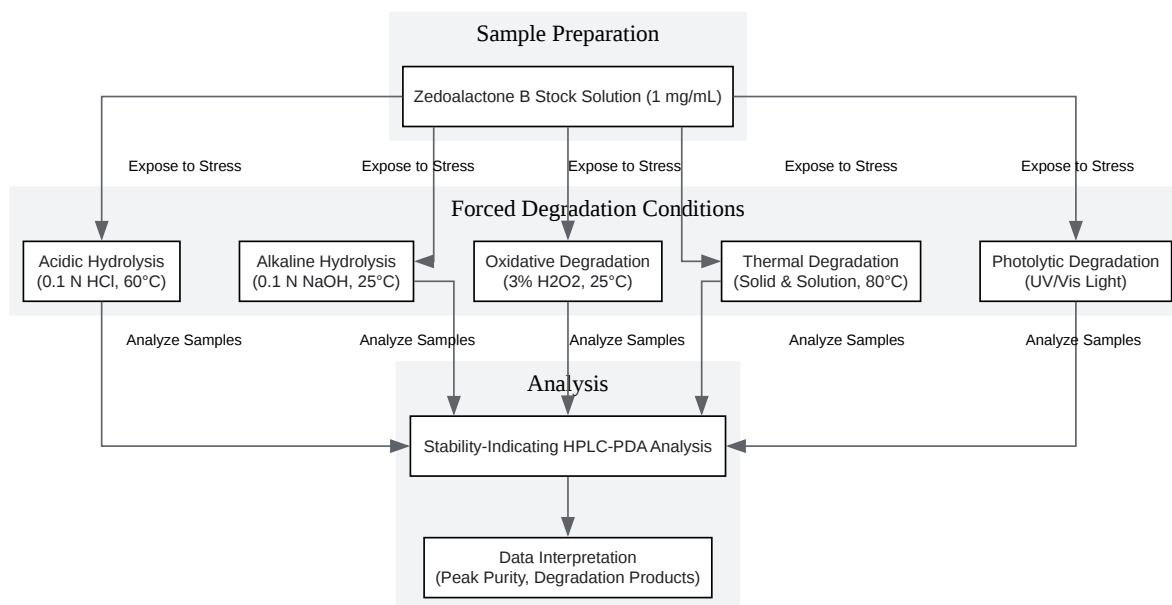 Sample Preparation
Zedoalactone B Stock Solution (1 mg/mL)
Expose to Stress
Expose to Stress
Expose to Stress
Expose to Stress
Expose to Stress
Forced Degradation Conditions
Acidic Hydrolysis
(0.1 N HCl, 60°C)
Alkaline Hydrolysis
(0.1 N NaOH, 25°C)
Oxidative Degradation
(3% H2O2, 25°C)
Thermal Degradation
(Solid & Solution, 80°C)
Photolytic Degradation
(UV/Vis Light)
Analyze Samples
Analyze Samples
Analyze Samples
Analyze Samples
Analyze Samples
Analysis
Stability-Indicating HPLC-PDA Analysis
Data Interpretation
(Peak Purity, Degradation Products)